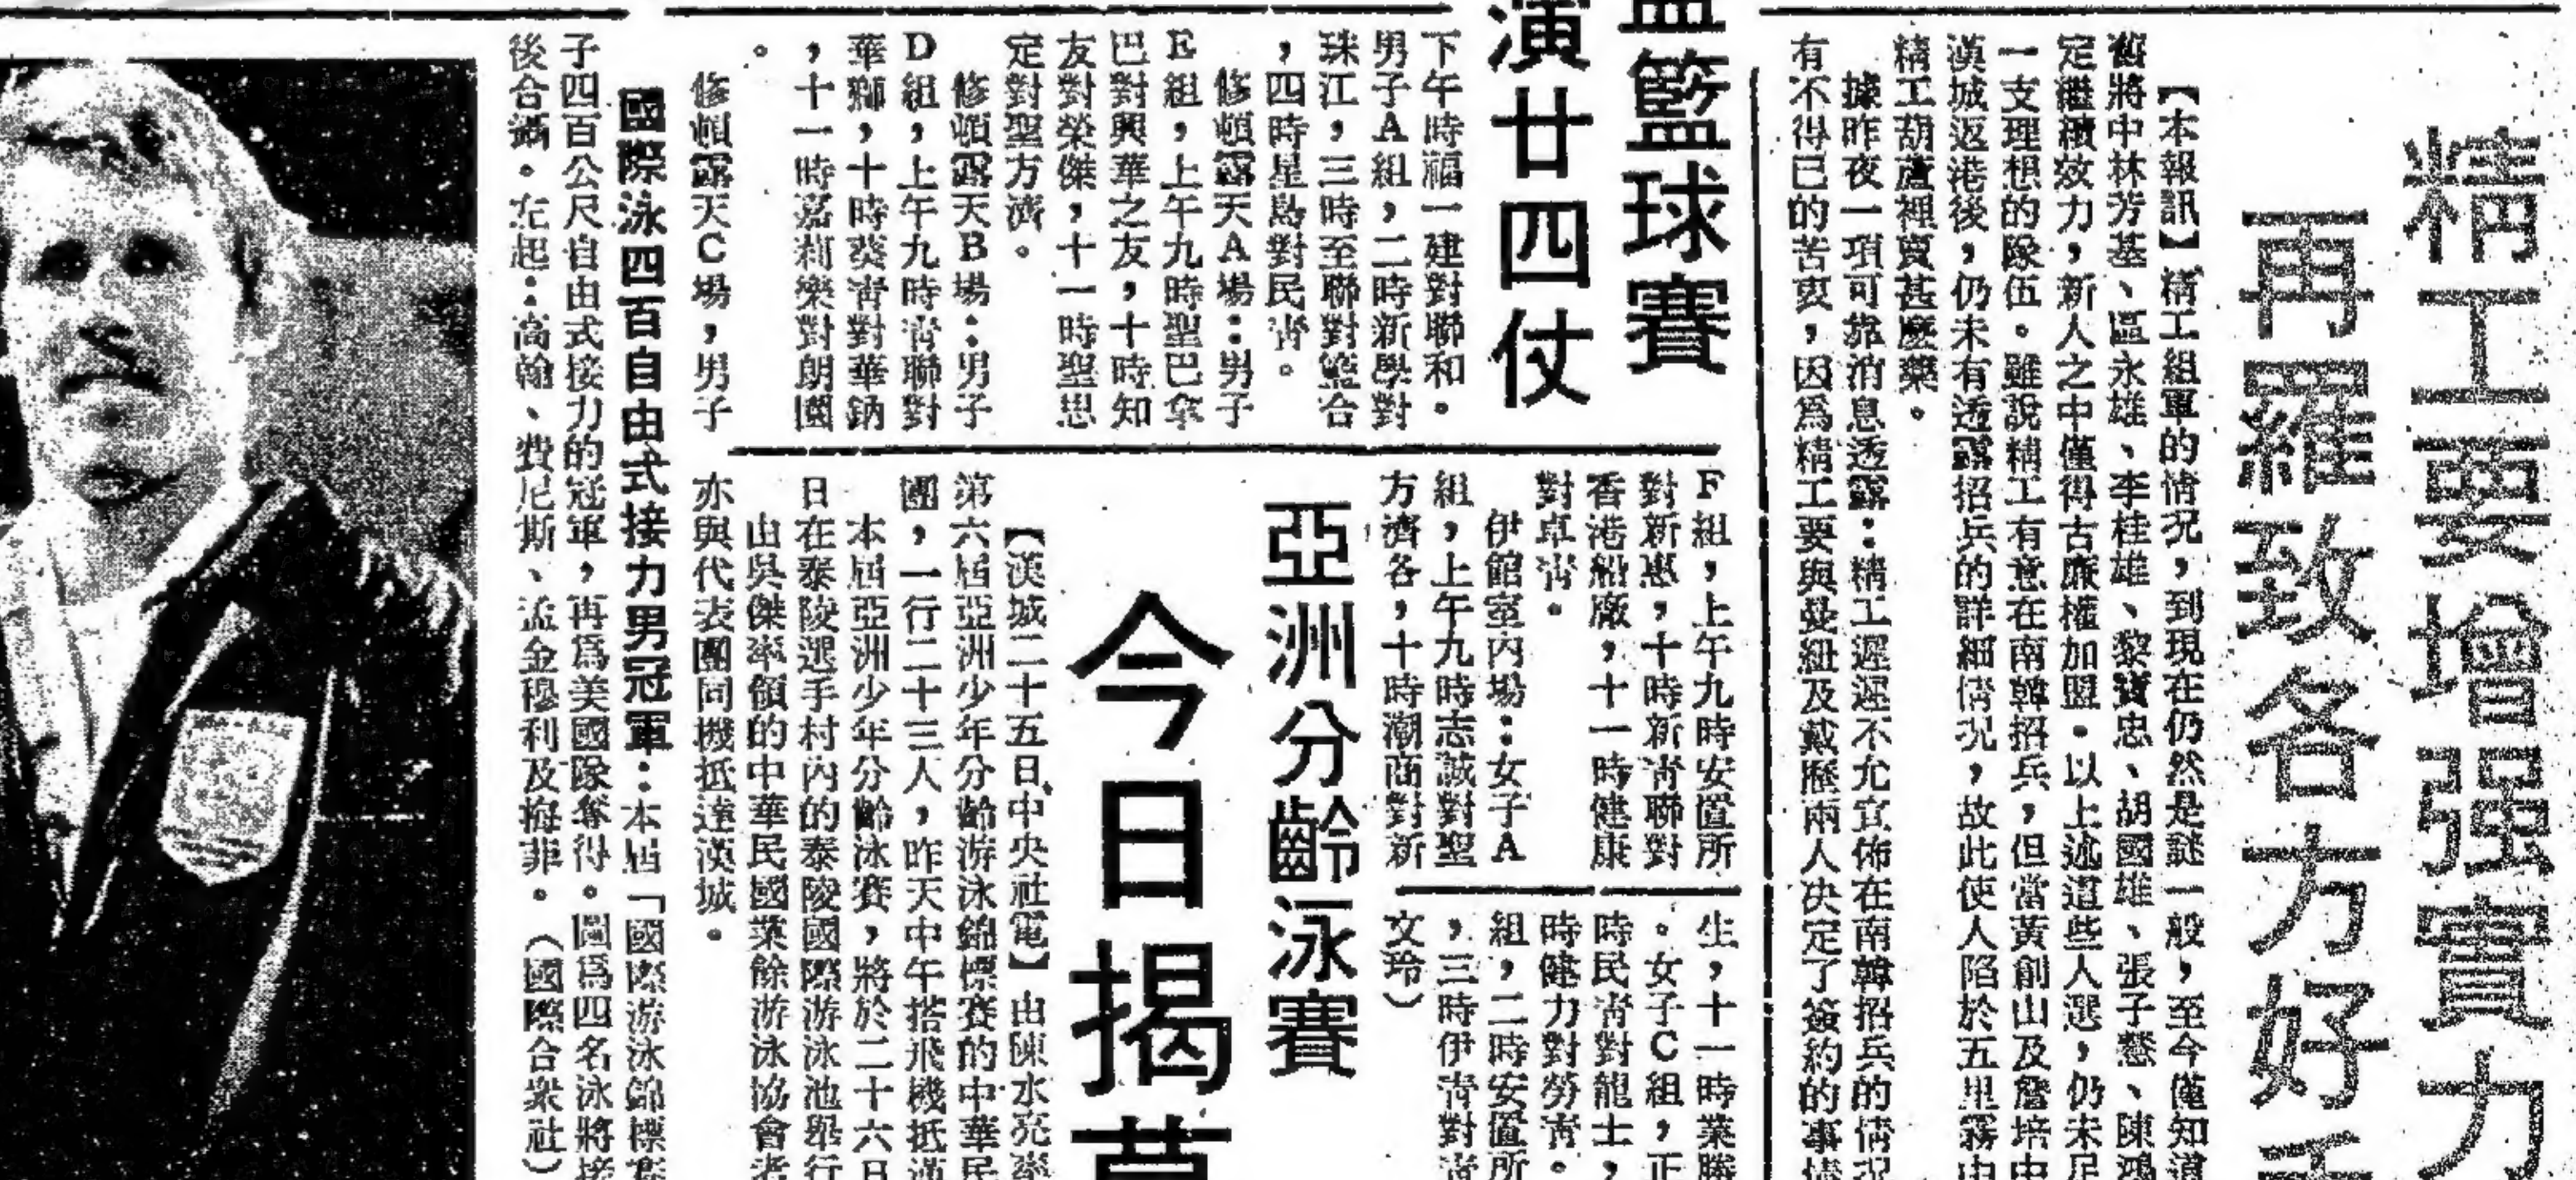 精工要增强實力
再羅致各方好手
【本報訊】精工組軍的情况，到現在仍然是謎一般，至今僅知道
舊將中林芳基、區永雄、李桂雄、黎寶忠、胡國雄、張子慧、陳鴻
定繼續效力，新人之中僅得古廉權加盟。以上述這些人選，仍未足
一支理想的隊伍。雖說精工有意在南韓招兵，但當黃創山及詹培中
漢城返港後，仍未有透露招兵的詳細情况，故此使人陷於五里霧中
精工葫蘆裡賣甚麽藥。
據昨夜一項可靠消息透露：精工遲遲不允宣佈在南韓招兵的情况
有不得已的苦衷，因爲精工要與曼紐及戴歷兩人决定了簽約的事情
籃球賽
演廿四仗
下午時福一建對聯和。
男子A組，二時新學對
珠江，三時至聯對籃合
，四時星島對民青。
修頓露天A場：男子
E組，上午九時聖巴拿
巴對興華之友，十時知
友對榮傑，十一時聖思
定對聖方濟。
修頓露天B場：男子
D組，上午九時青聯對
華獅，十時葵青對華鈉
，十一時嘉莉樂對朗園
。
修頓露天C場，男子
F組，上午九時安置所
對新惠，十時新青聯對
香港船廠，十一時健康
對卓青。
伊館室內場：女子A
組，上午九時志誠對聖
方濟各，十時潮商對新
生，十一時業勝
。女子C組，正
時民青對龍士，
時健力對勞青。
組，二時安置所
，三時伊青對青
文玲）
亞洲分齡泳賽
今日揭幕
【漢城二十五日中央社電】由陳水亮率
第六屆亞洲少年分齡游泳錦標賽的中華民
團，一行二十三人，昨天中午搭飛機抵漢
本屆亞洲少年分齡泳賽，將於二十六日
日在泰陵選手村內的泰陵國際游泳池舉行
由吳傑率領的中華民國業餘游泳協會考
亦與代表團同機抵達漢城。
國際泳四百自由式接力男冠軍：本屆「國際游泳錦標賽
子四百公尺自由式接力的冠軍，再爲美國隊奪得。圖爲四名泳將接
後合攝。左起：高翰、費尼斯、孟金穆利及梅菲。（國際合衆社）